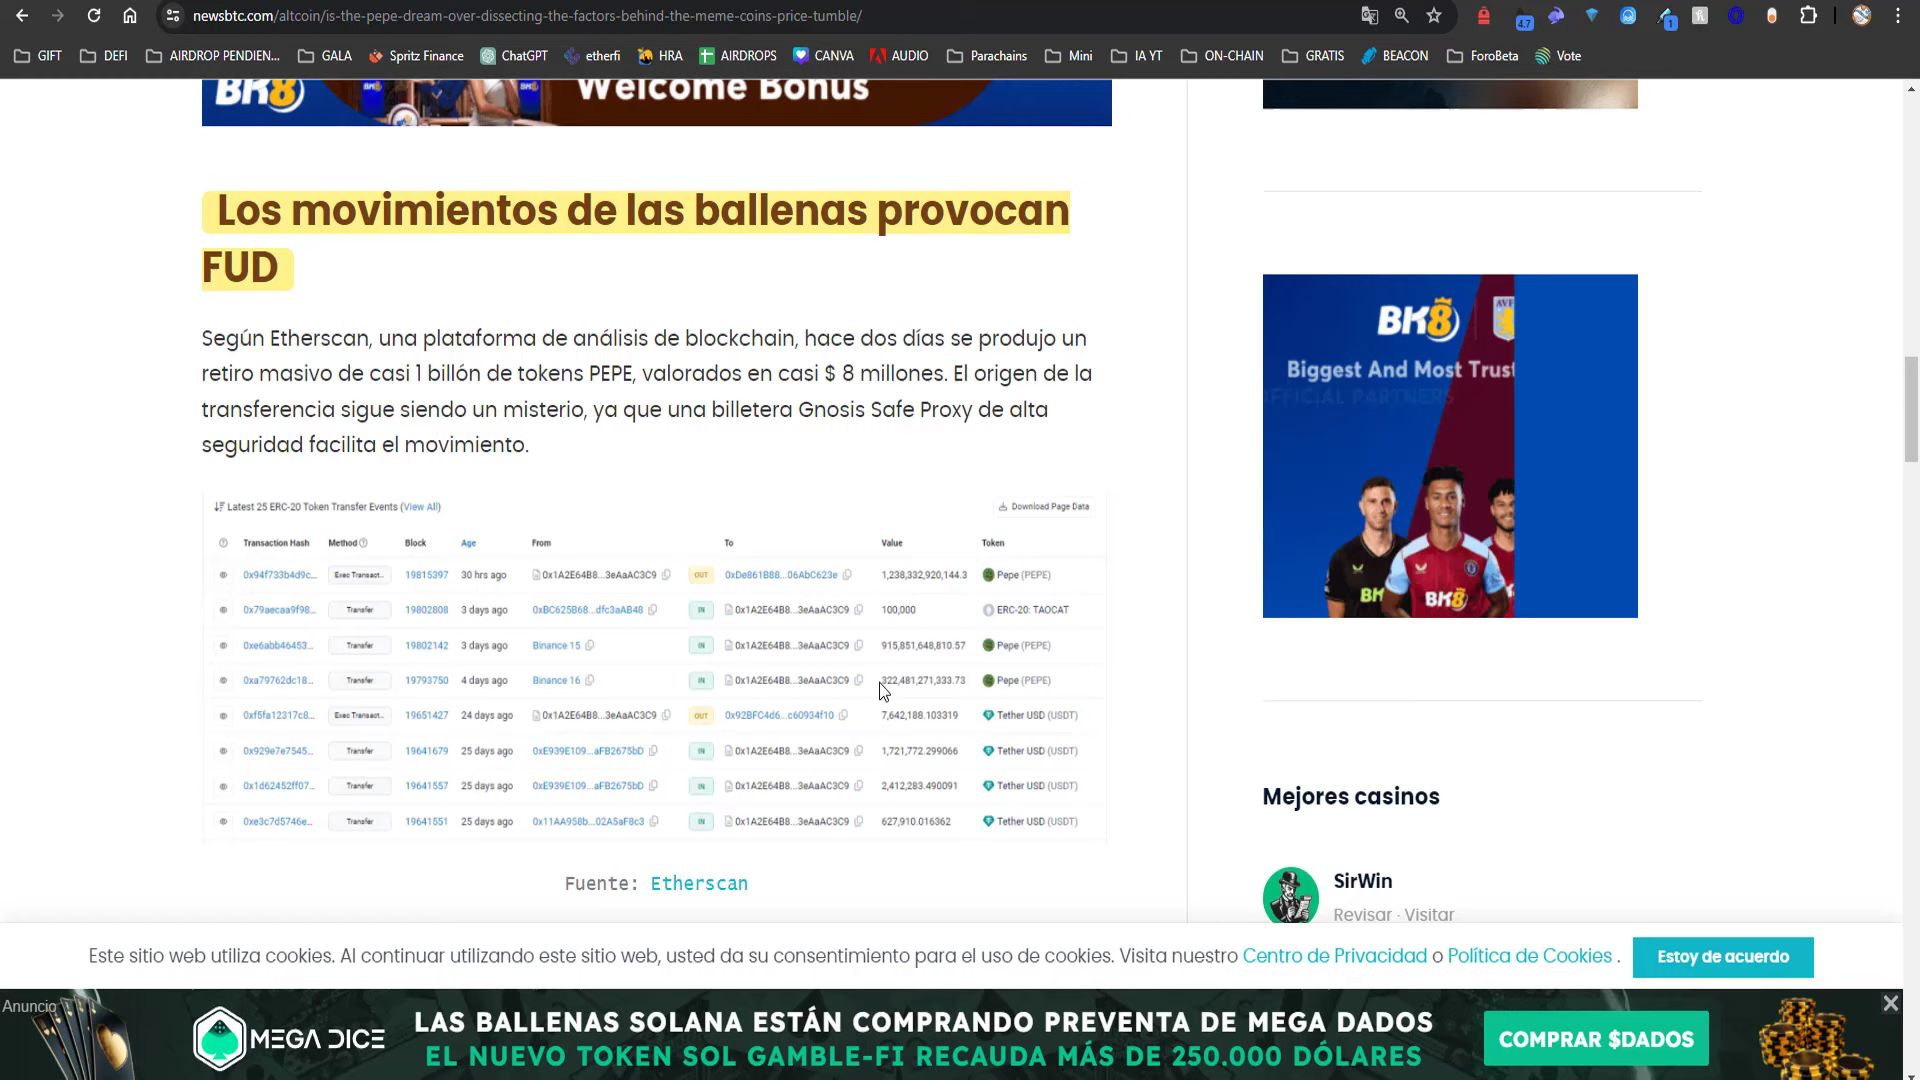 newsbtc.com/altcoin/is-the-pepe-dream-over-dissecting-the-factors-behind-the-meme-coins-price-tumble/
4.7
1
GIFT DEFI AIRDROP PENDIEN... GALA Spritz Finance ChatGPT etherfi HRA AIRDROPS CANVA AUDIO Parachains Mini IA YT ON-CHAIN GRATIS BEACON ForoBeta Vote
BK8 Welcome Bonus
Los movimientos de las ballenas provocan
FUD
Según Etherscan, una plataforma de análisis de blockchain, hace dos días se produjo un
retiro masivo de casi 1 billón de tokens PEPE, valorados en casi $ 8 millones. El origen de la
transferencia sigue siendo un misterio, ya que una billetera Gnosis Safe Proxy de alta
seguridad facilita el movimiento.
Latest 25 ERC-20 Token Transfer Events (View All) Download Page Data
Transaction Hash Method Block Age From To Value Token
0x94f733b4d9c... Exec Transact... 19815397 30 hrs ago 0x1A2E64B8...3eAaAC3C9 OUT 0xDe861B88...06AbC623e 1,238,332,920,144.3 Pepe (PEPE)
0x79aecaa9f98... Transfer 19802808 3 days ago 0xBC625B68...dfc3aAB48 IN 0x1A2E64B8...3eAaAC3C9 100,000 ERC-20: TAOCAT
0xe6abb46453... Transfer 19802142 3 days ago Binance 15 IN 0x1A2E64B8...3eAaAC3C9 915,851,648,810.57 Pepe (PEPE)
0xa79762dc18... Transfer 19793750 4 days ago Binance 16 IN 0x1A2E64B8...3eAaAC3C9 322,481,271,333.73 Pepe (PEPE)
0xf5fa12317c8... Exec Transact... 19651427 24 days ago 0x1A2E64B8...3eAaAC3C9 OUT 0x92BFC4d6...c60934f10 7,642,188.103319 Tether USD (USDT)
0x929e7e7545... Transfer 19641679 25 days ago 0xE939E109...aFB2675bD IN 0x1A2E64B8...3eAaAC3C9 1,721,772.299066 Tether USD (USDT)
0x1d62452ff07... Transfer 19641557 25 days ago 0xE939E109...aFB2675bD IN 0x1A2E64B8...3eAaAC3C9 2,412,283.490091 Tether USD (USDT)
0xe3c7d5746e... Transfer 19641551 25 days ago 0x11AA958b...02A5aF8c3 IN 0x1A2E64B8...3eAaAC3C9 627,910.016362 Tether USD (USDT)
Fuente: Etherscan
BK8 AVF
Biggest And Most Trust
OFFICIAL PARTNERS
BK8
Mejores casinos
SirWin
Revisar · Visitar
Este sitio web utiliza cookies. Al continuar utilizando este sitio web, usted da su consentimiento para el uso de cookies. Visita nuestro Centro de Privacidad o Política de Cookies . Estoy de acuerdo
Anuncio
MEGA DICE
LAS BALLENAS SOLANA ESTÁN COMPRANDO PREVENTA DE MEGA DADOS
EL NUEVO TOKEN SOL GAMBLE-FI RECAUDA MÁS DE 250.000 DÓLARES
COMPRAR $DADOS